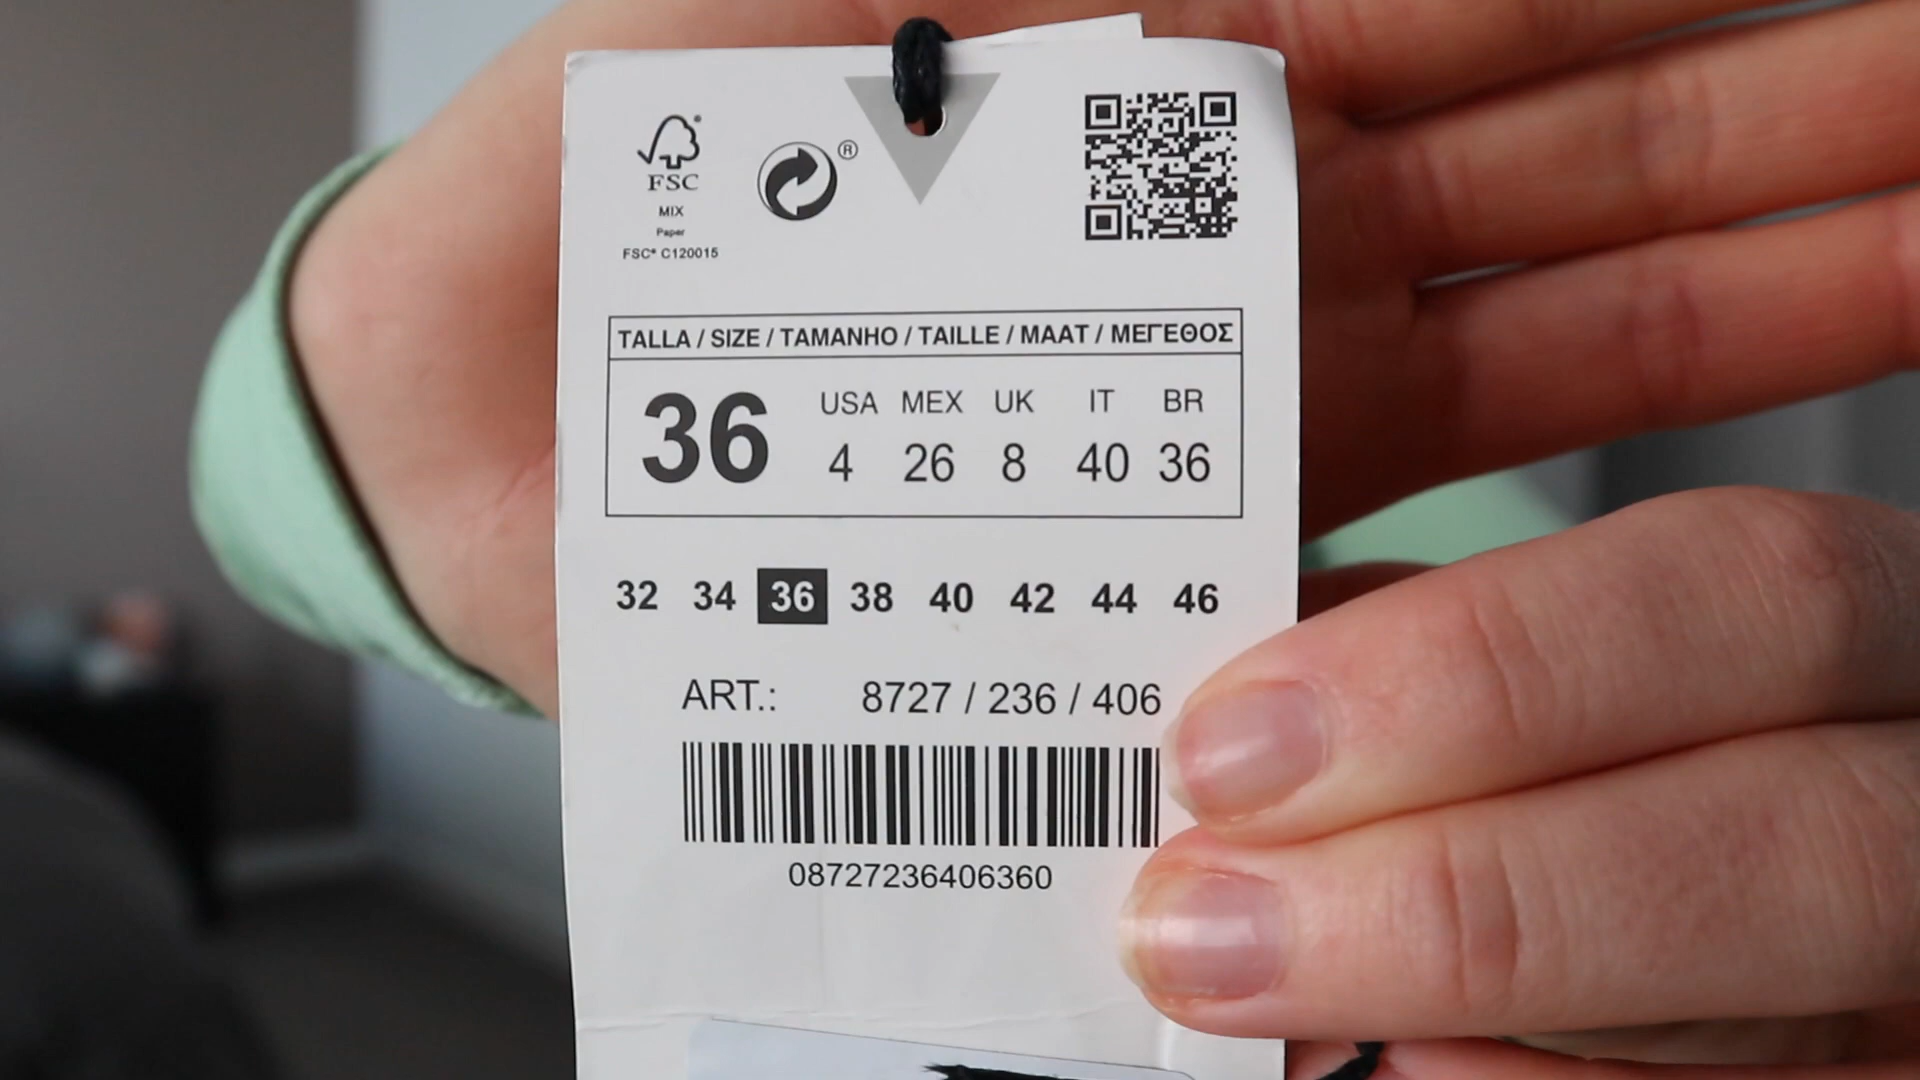 FSC®
MIX
Paper
FSC® C120015
®
TALLA / SIZE / TAMANHO / TAILLE / MAAT / ΜΕΓΕΘΟΣ
36
USA MEX UK IT BR
4 26 8 40 36
32 34 36 38 40 42 44 46
ART.: 8727 / 236 / 406
08727236406360